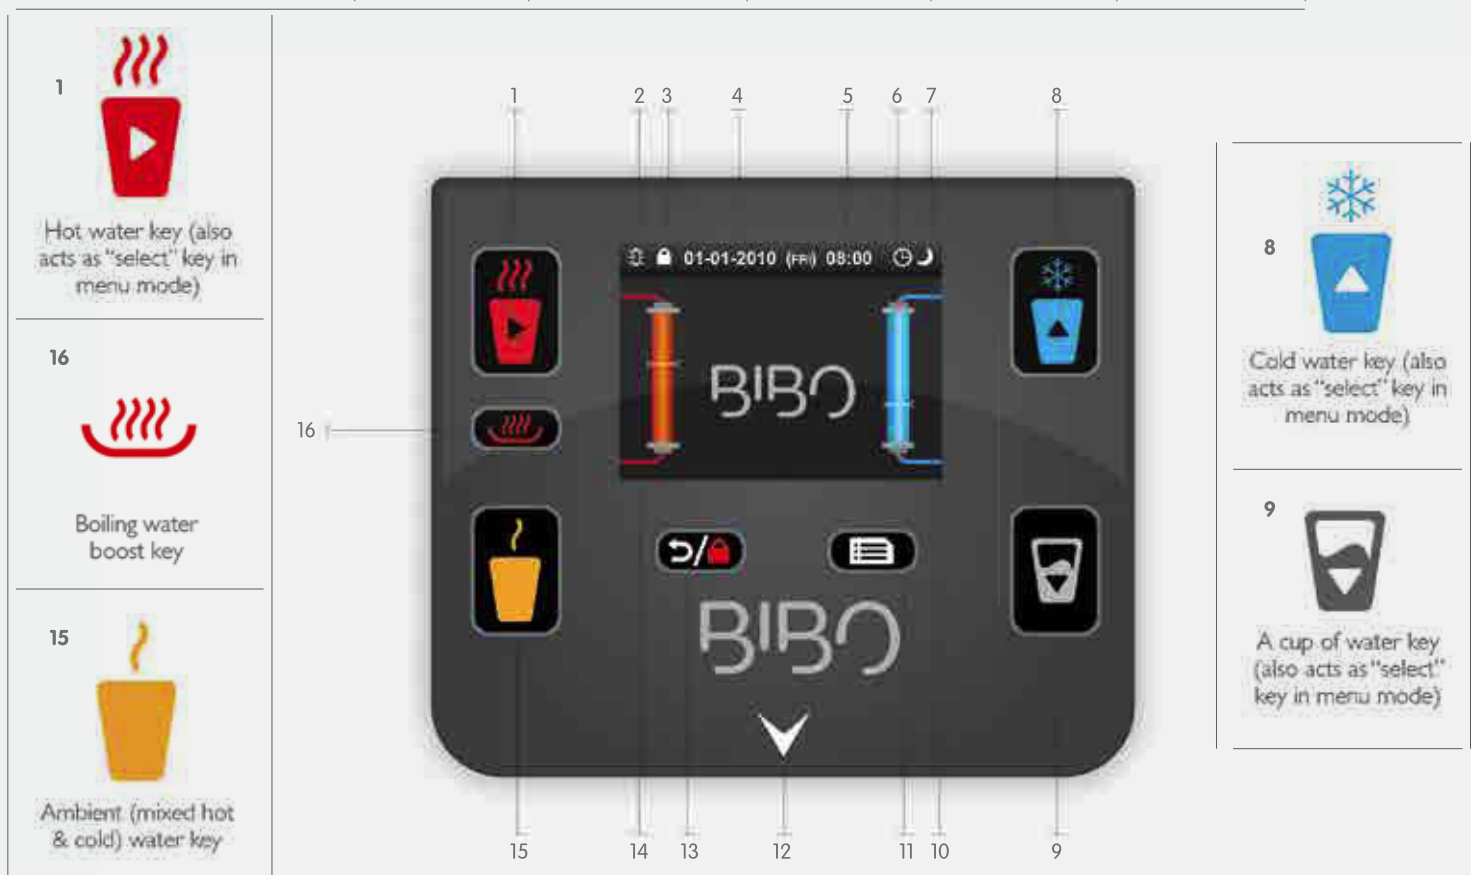 1
Hot water key (also
acts as "select" key in
menu mode)
16
Boiling water
boost key
15
Ambient (mixed hot
& cold) water key
1 2 3 4 5 6 7 8
01-01-2010 (FRI) 08:00
BIBO
16
BIBO
15 14 13 12 11 10 9
8
Cold water key (also
acts as "select" key in
menu mode)
9
A cup of water key
(also acts as "select"
key in menu mode)